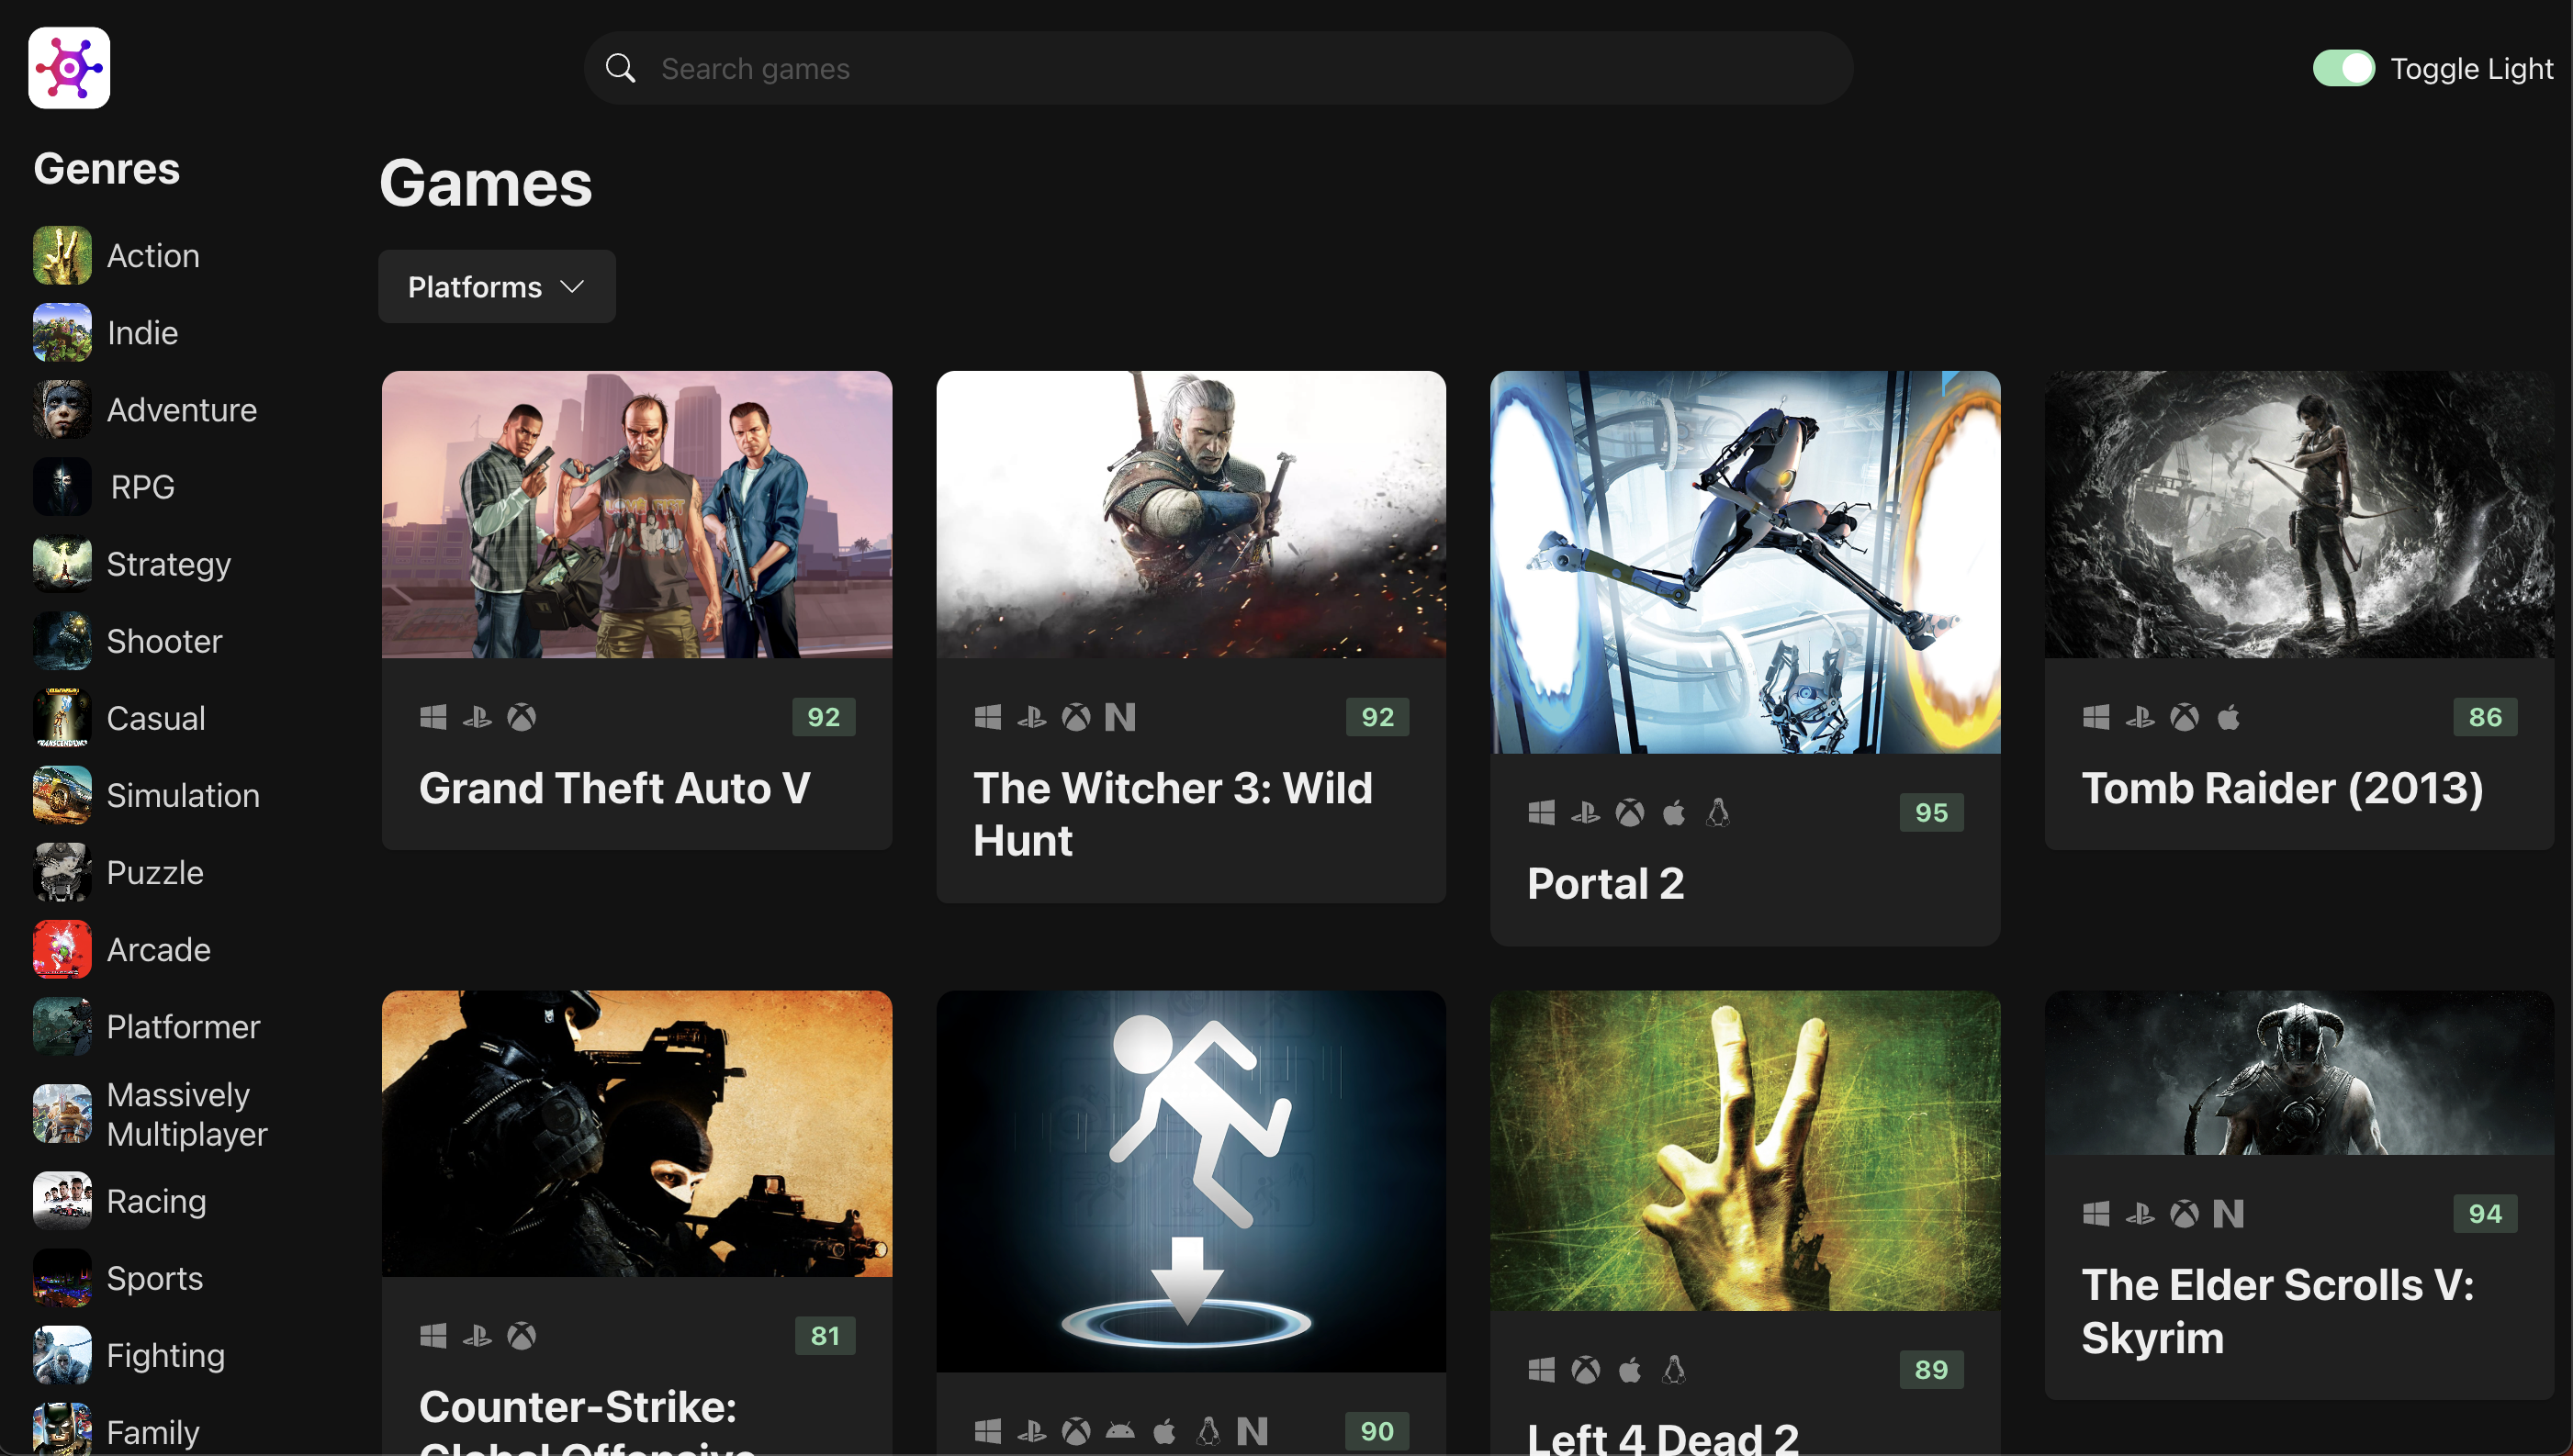 Search games
Toggle Light
Genres
Action
Indie
Adventure
RPG
Strategy
Shooter
Casual
Simulation
Puzzle
Arcade
Platformer
Massively
Multiplayer
Racing
Sports
Fighting
Family
Games
Platforms
92
Grand Theft Auto V
N
92
The Witcher 3: Wild
Hunt
95
Portal 2
86
Tomb Raider (2013)
81
Counter-Strike:
Global Offensive
N
90
89
Left 4 Dead 2
N
94
The Elder Scrolls V:
Skyrim